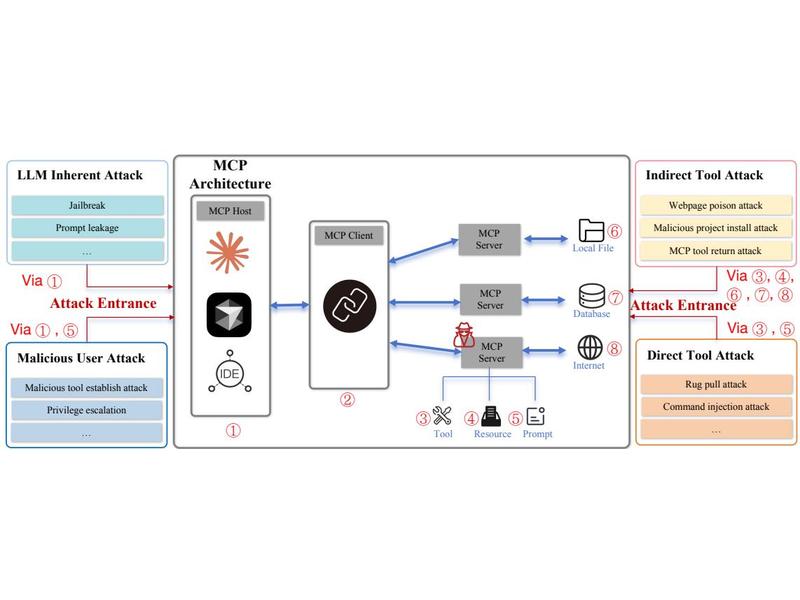 LLM Inherent Attack
Jailbreak
Prompt leakage
...
Via ①
Attack Entrance
Via ① , ⑤
Malicious User Attack
Malicious tool establish attack
Privilege escalation
...
MCP
Architecture
MCP Host
IDE
①
MCP Client
②
MCP
Server
MCP
Server
MCP
Server
⑥
Local File
⑦
Database
⑧
Internet
③
Tool
④
Resource
⑤
Prompt
Indirect Tool Attack
Webpage poison attack
Malicious project install attack
MCP tool return attack
Via ③, ④,
⑥ , ⑦, ⑧
Attack Entrance
Via ③ , ⑤
Direct Tool Attack
Rug pull attack
Command injection attack
...